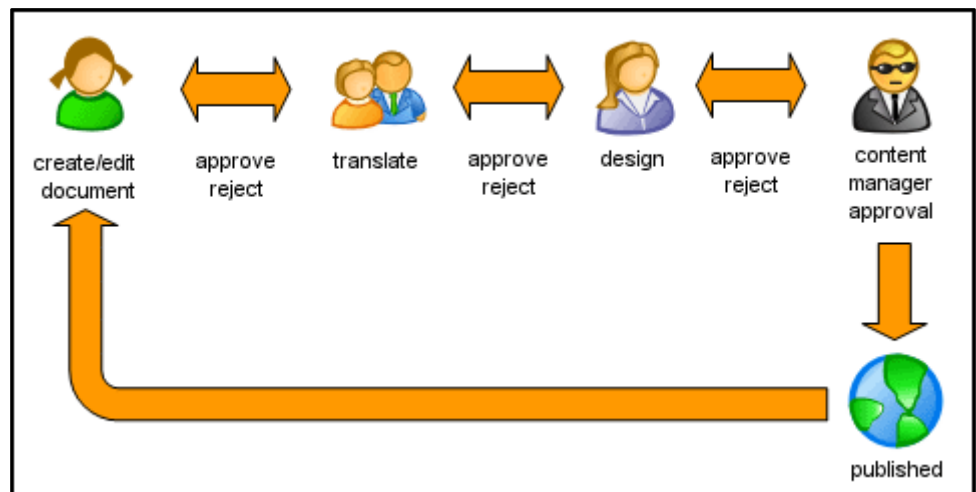 create/edit
document
approve
reject
translate
approve
reject
design
approve
reject
content
manager
approval
published